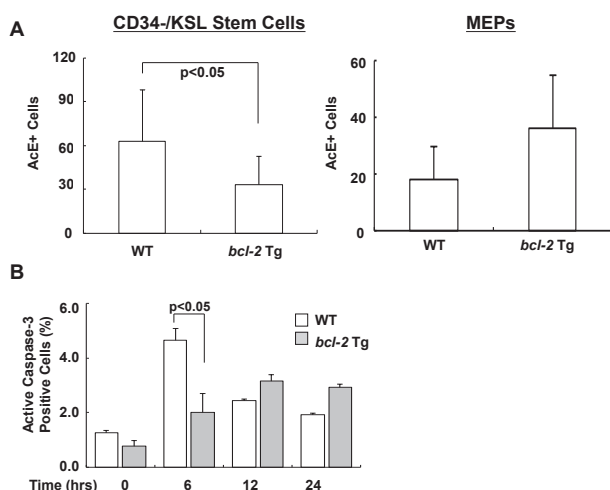 A
CD34-/KSL Stem Cells
MEPs
p<0.05
AcE+ Cells
120
90
60
30
0
WT
bcl-2 Tg
AcE+ Cells
60
40
20
0
WT
bcl-2 Tg
B
p<0.05
WT
bcl-2 Tg
Active Caspase-3
Positive Cells (%)
6.0
4.0
2.0
0.0
Time (hrs) 0 6 12 24